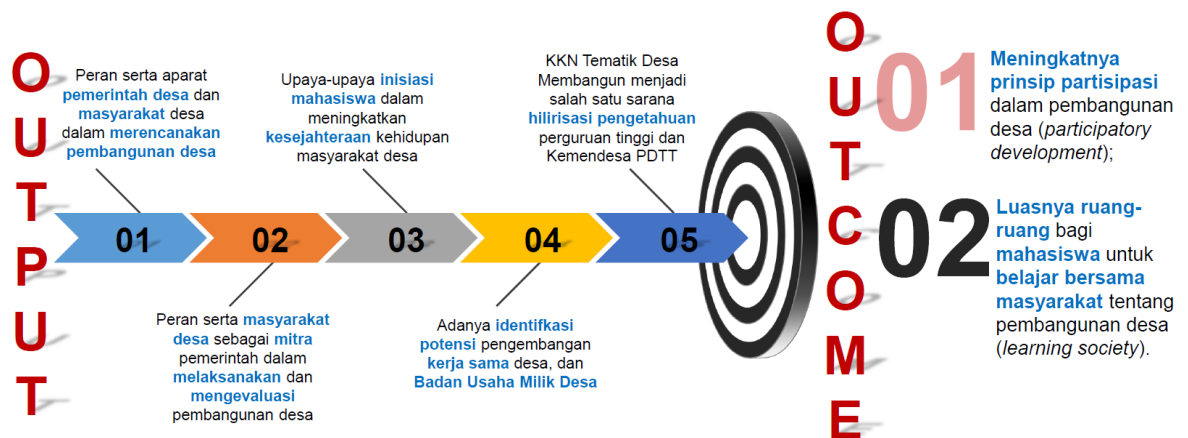 OUTPUT
Peran serta aparat
pemerintah desa dan
masyarakat desa
dalam merencanakan
pembangunan desa
Upaya-upaya inisiasi
mahasiswa dalam
meningkatkan
kesejahteraan kehidupan
masyarakat desa
KKN Tematik Desa
Membangun menjadi
salah satu sarana
hilirisasi pengetahuan
perguruan tinggi dan
Kemendesa PDTT
01
02
03
04
05
Peran serta masyarakat
desa sebagai mitra
pemerintah dalam
melaksanakan dan
mengevaluasi
pembangunan desa
Adanya identifkasi
potensi pengembangan
kerja sama desa, dan
Badan Usaha Milik Desa
OUTCOME
01
Meningkatnya
prinsip partisipasi
dalam pembangunan
desa (participatory
development);
02
Luasnya ruang-
ruang bagi
mahasiswa untuk
belajar bersama
masyarakat tentang
pembangunan desa
(learning society).